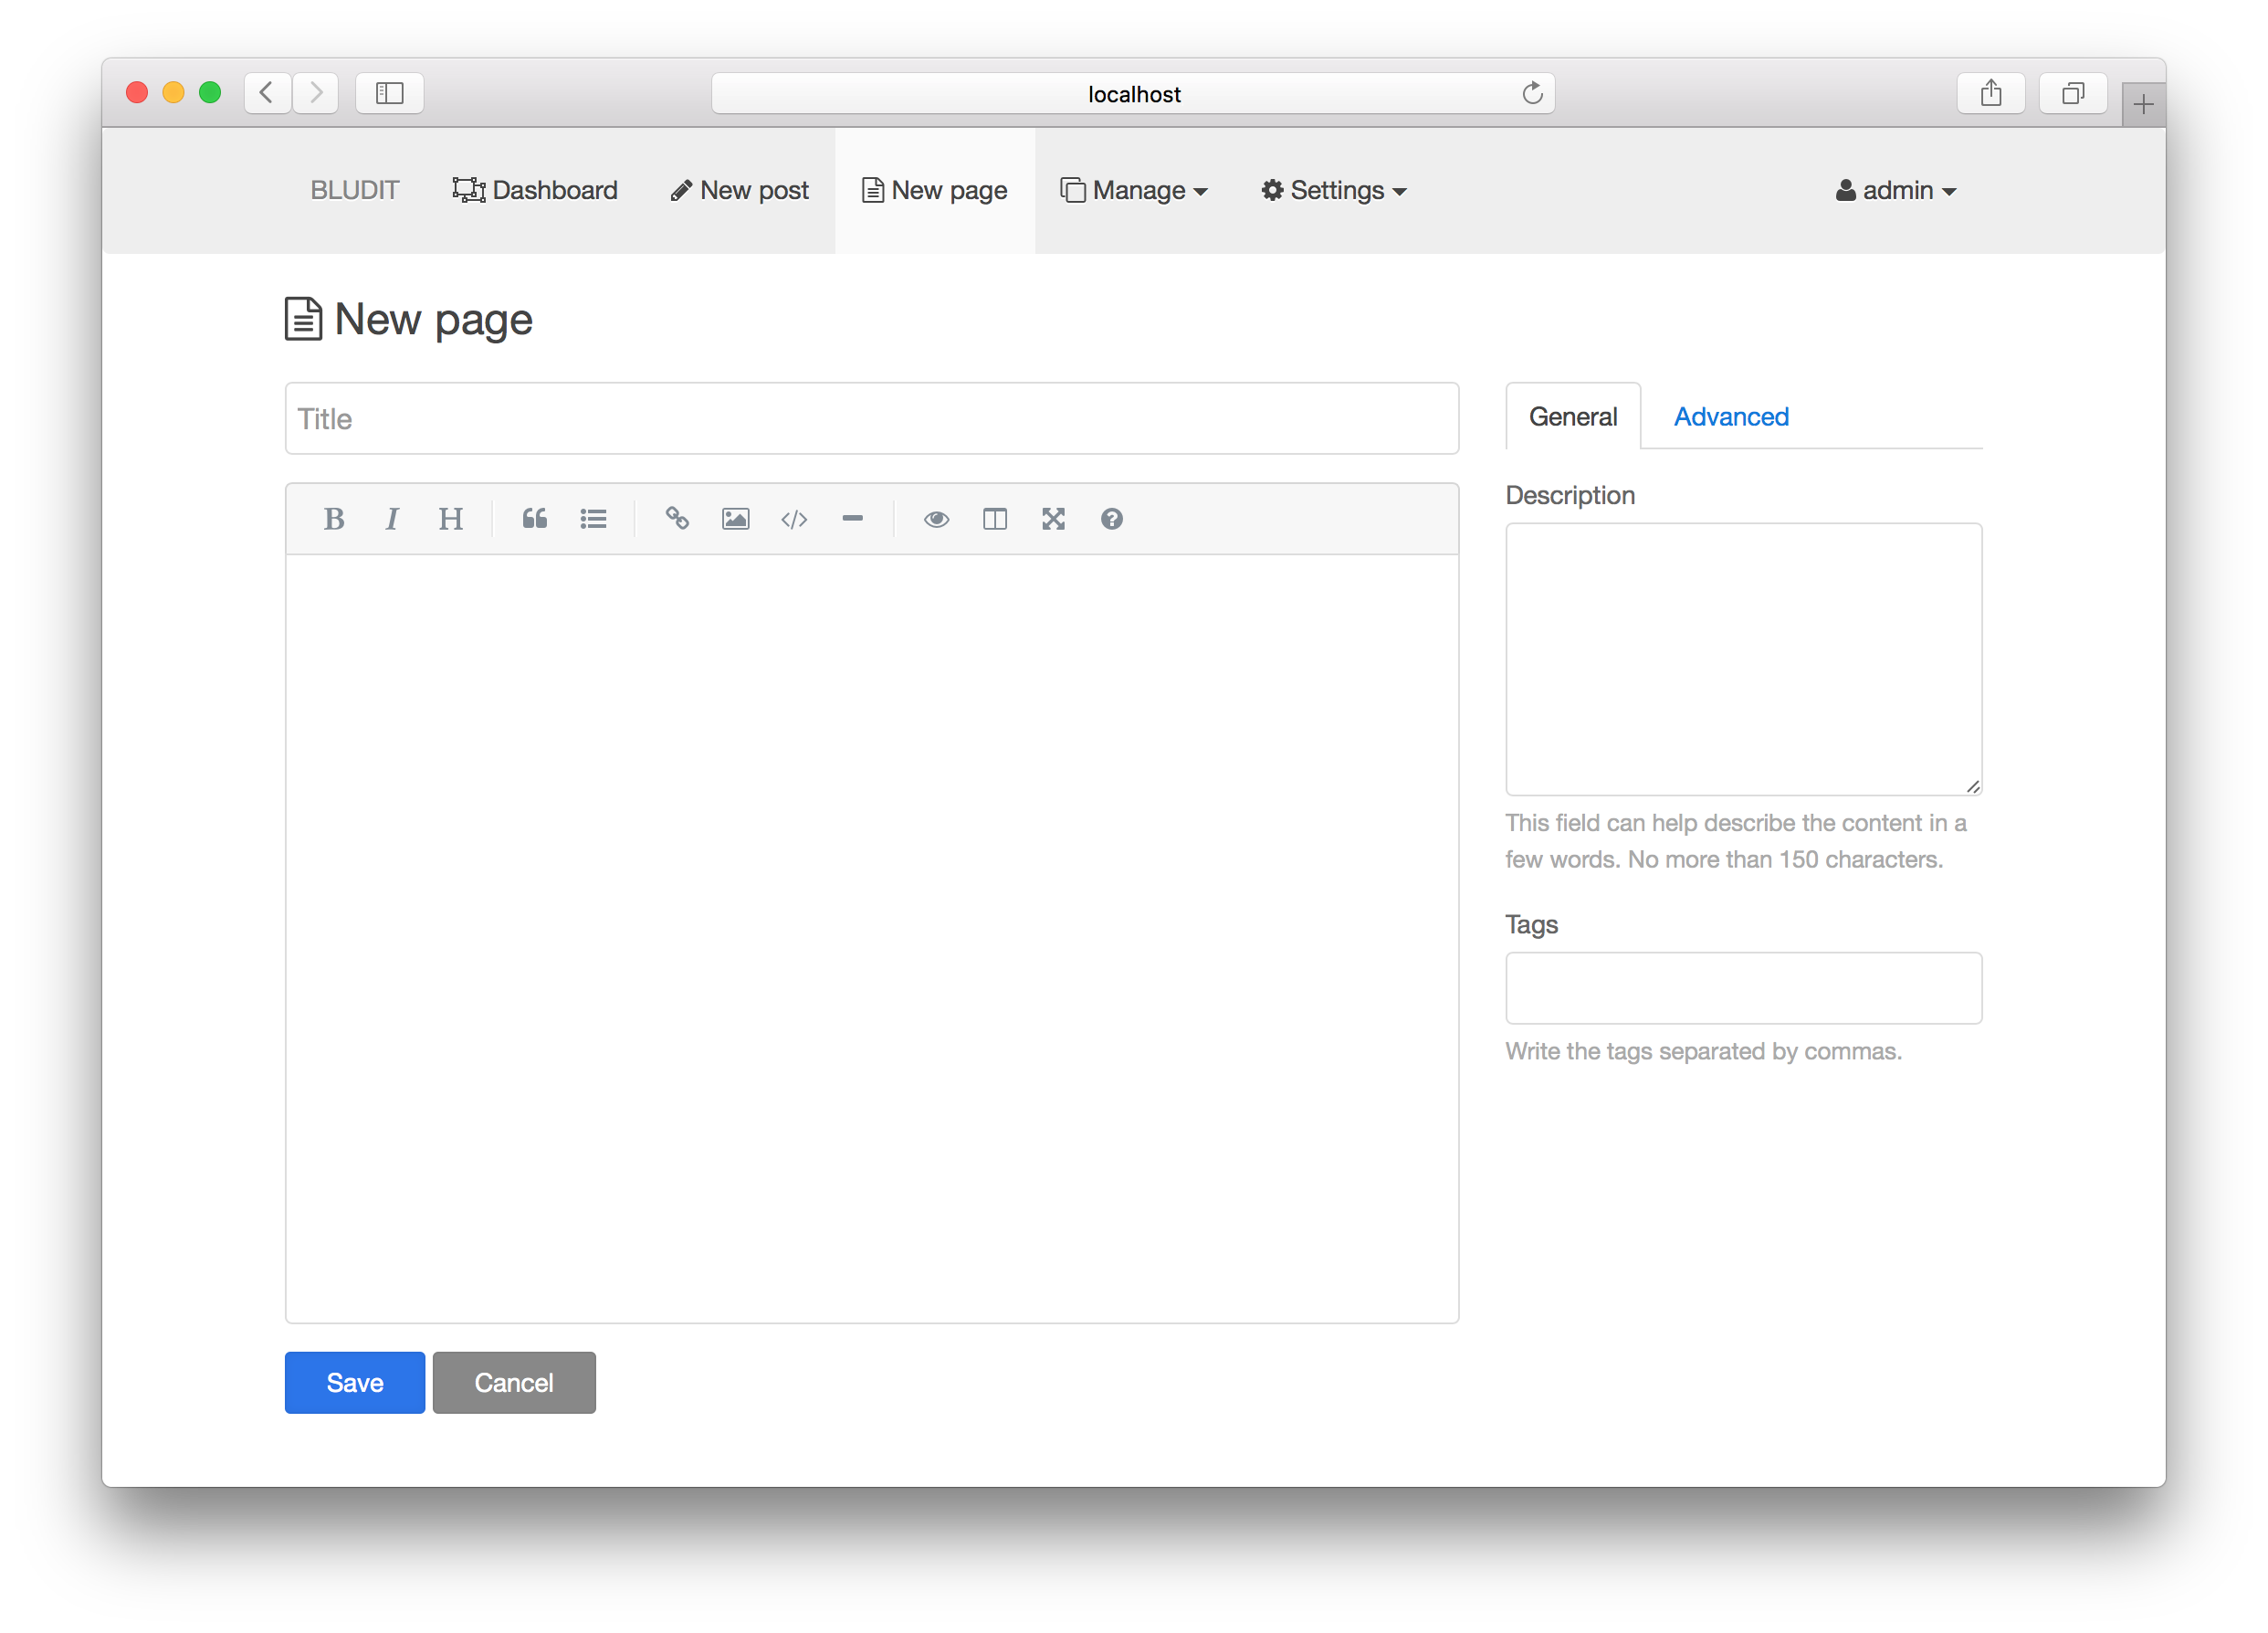 localhost
BLUDIT Dashboard New post New page Manage Settings admin
New page
Title
General Advanced
B I H
Description
This field can help describe the content in a
few words. No more than 150 characters.
Tags
Write the tags separated by commas.
Save Cancel